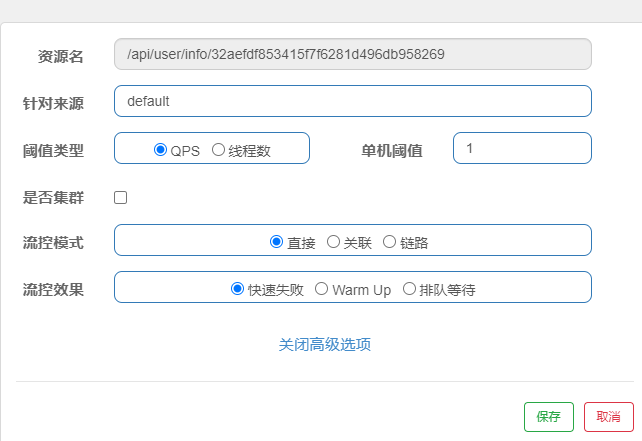 资源名 /api/user/info/32aefdf853415f7f6281d496db958269
针对来源 default
阈值类型 QPS 线程数 单机阈值 1
是否集群
流控模式 直接 关联 链路
流控效果 快速失败 Warm Up 排队等待
关闭高级选项
保存 取消